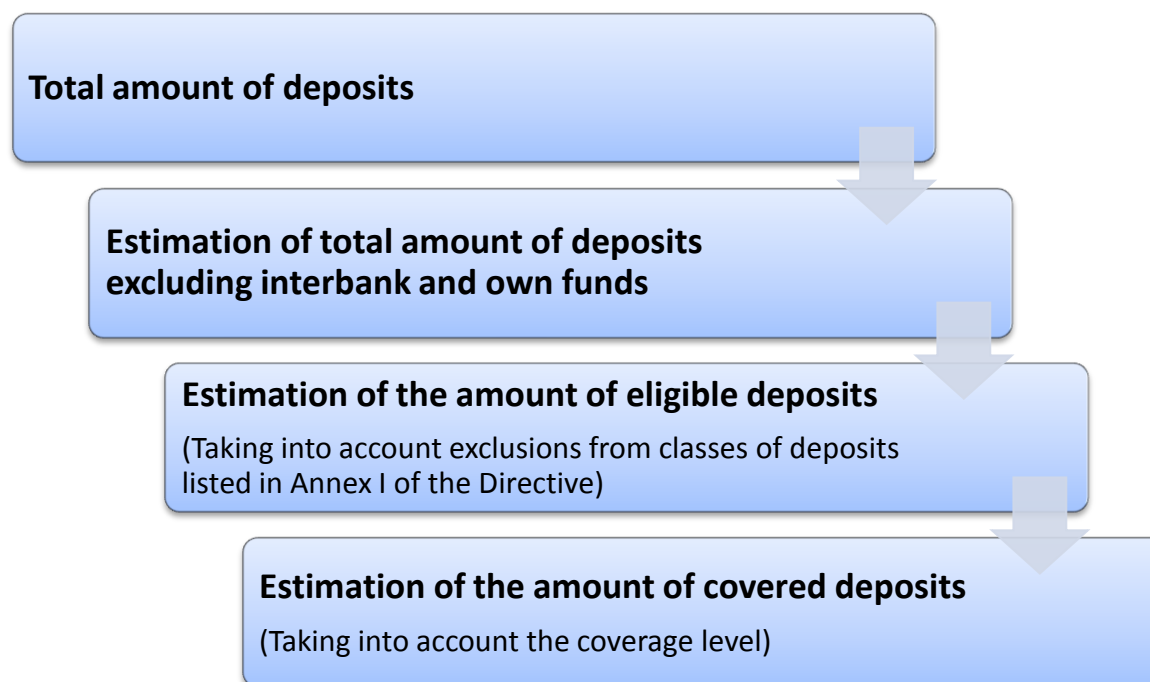 Total amount of deposits
Estimation of total amount of deposits
excluding interbank and own funds
Estimation of the amount of eligible deposits
(Taking into account exclusions from classes of deposits
listed in Annex I of the Directive)
Estimation of the amount of covered deposits
(Taking into account the coverage level)